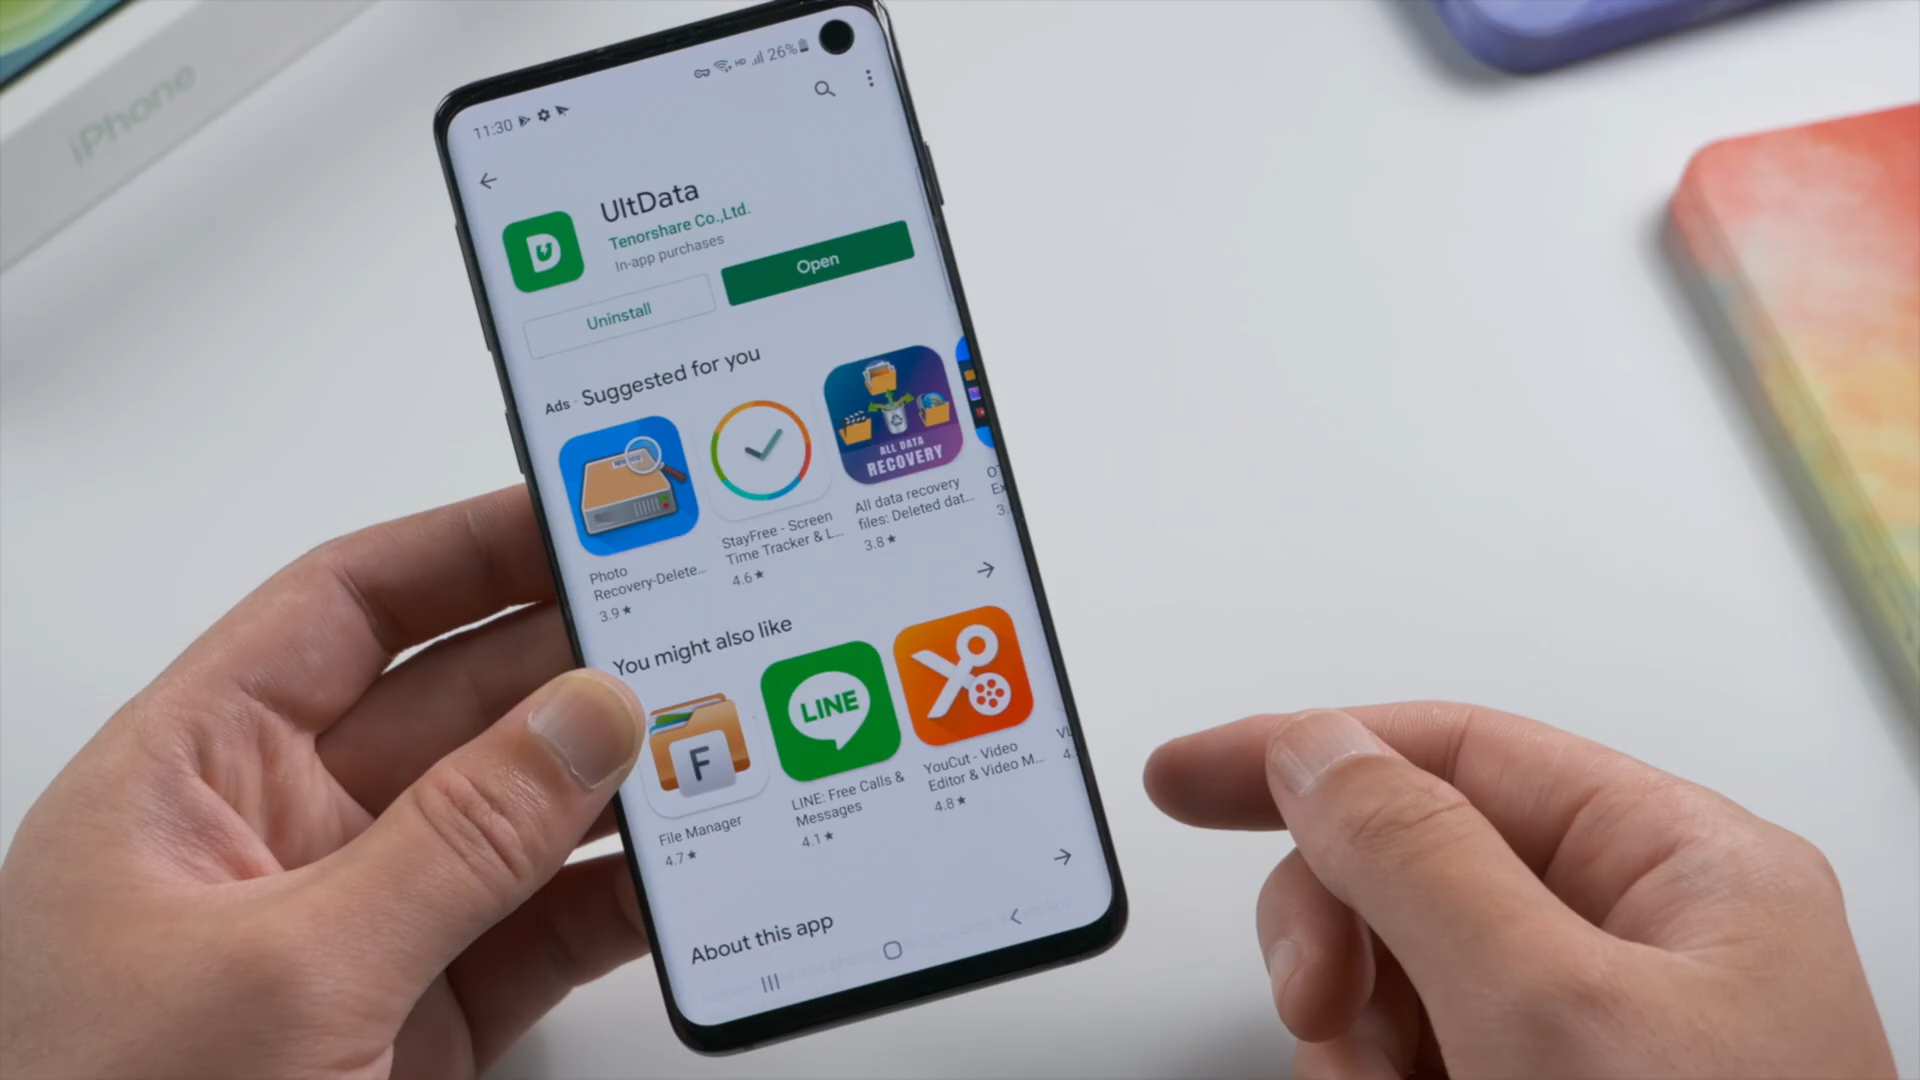 iPhone
11:30
HD
26%
UltData
Tenorshare Co.,Ltd.
In-app purchases
Uninstall
Open
Ads · Suggested for you
ALL DATA
RECOVERY
Photo
Recovery-Delete...
3.9★
StayFree - Screen
Time Tracker & L...
4.6★
All data recovery
files: Deleted dat...
3.8★
3.
You might also like
F
LINE
File Manager
4.7★
LINE: Free Calls &
Messages
4.1★
YouCut - Video
Editor & Video M...
4.8★
4.
About this app